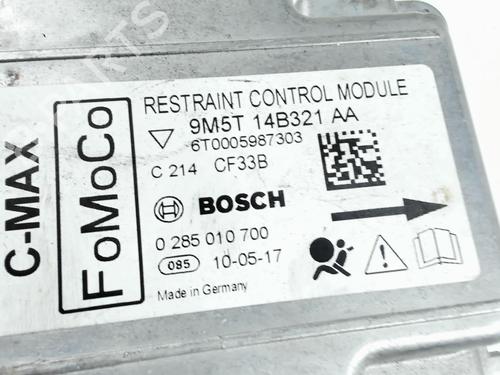 C-MAX
FoMoCo
RESTRAINT CONTROL MODULE
9M5T 14B321 AA
6T0005987303
C 214 CF33B
BOSCH
0 285 010 700
085 10-05-17
Made in Germany